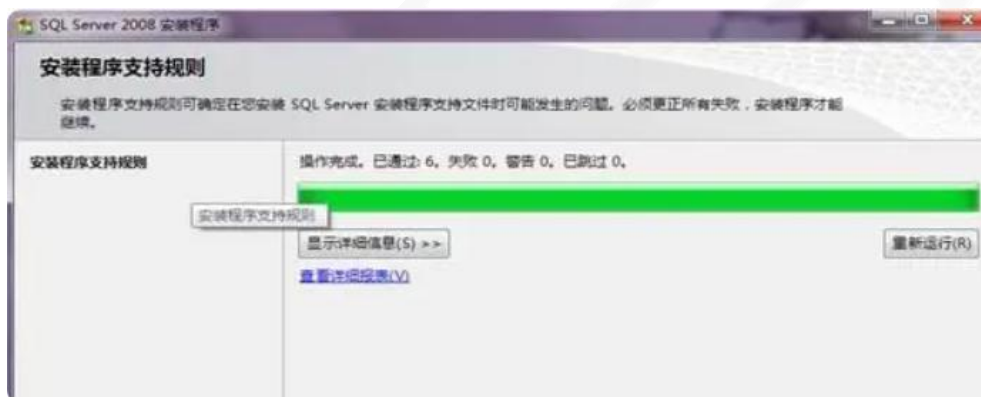 SQL Server 2008 安装程序
安装程序支持规则
安装程序支持规则可确定在您安装 SQL Server 安装程序支持文件时可能发生的问题。必须更正所有失败，安装程序才能
继续。
安装程序支持规则
操作完成。已通过: 6。失败 0。警告 0。已跳过 0。
安装程序支持规则
显示详细信息(S) >>
重新运行(R)
查看详细报表(V)